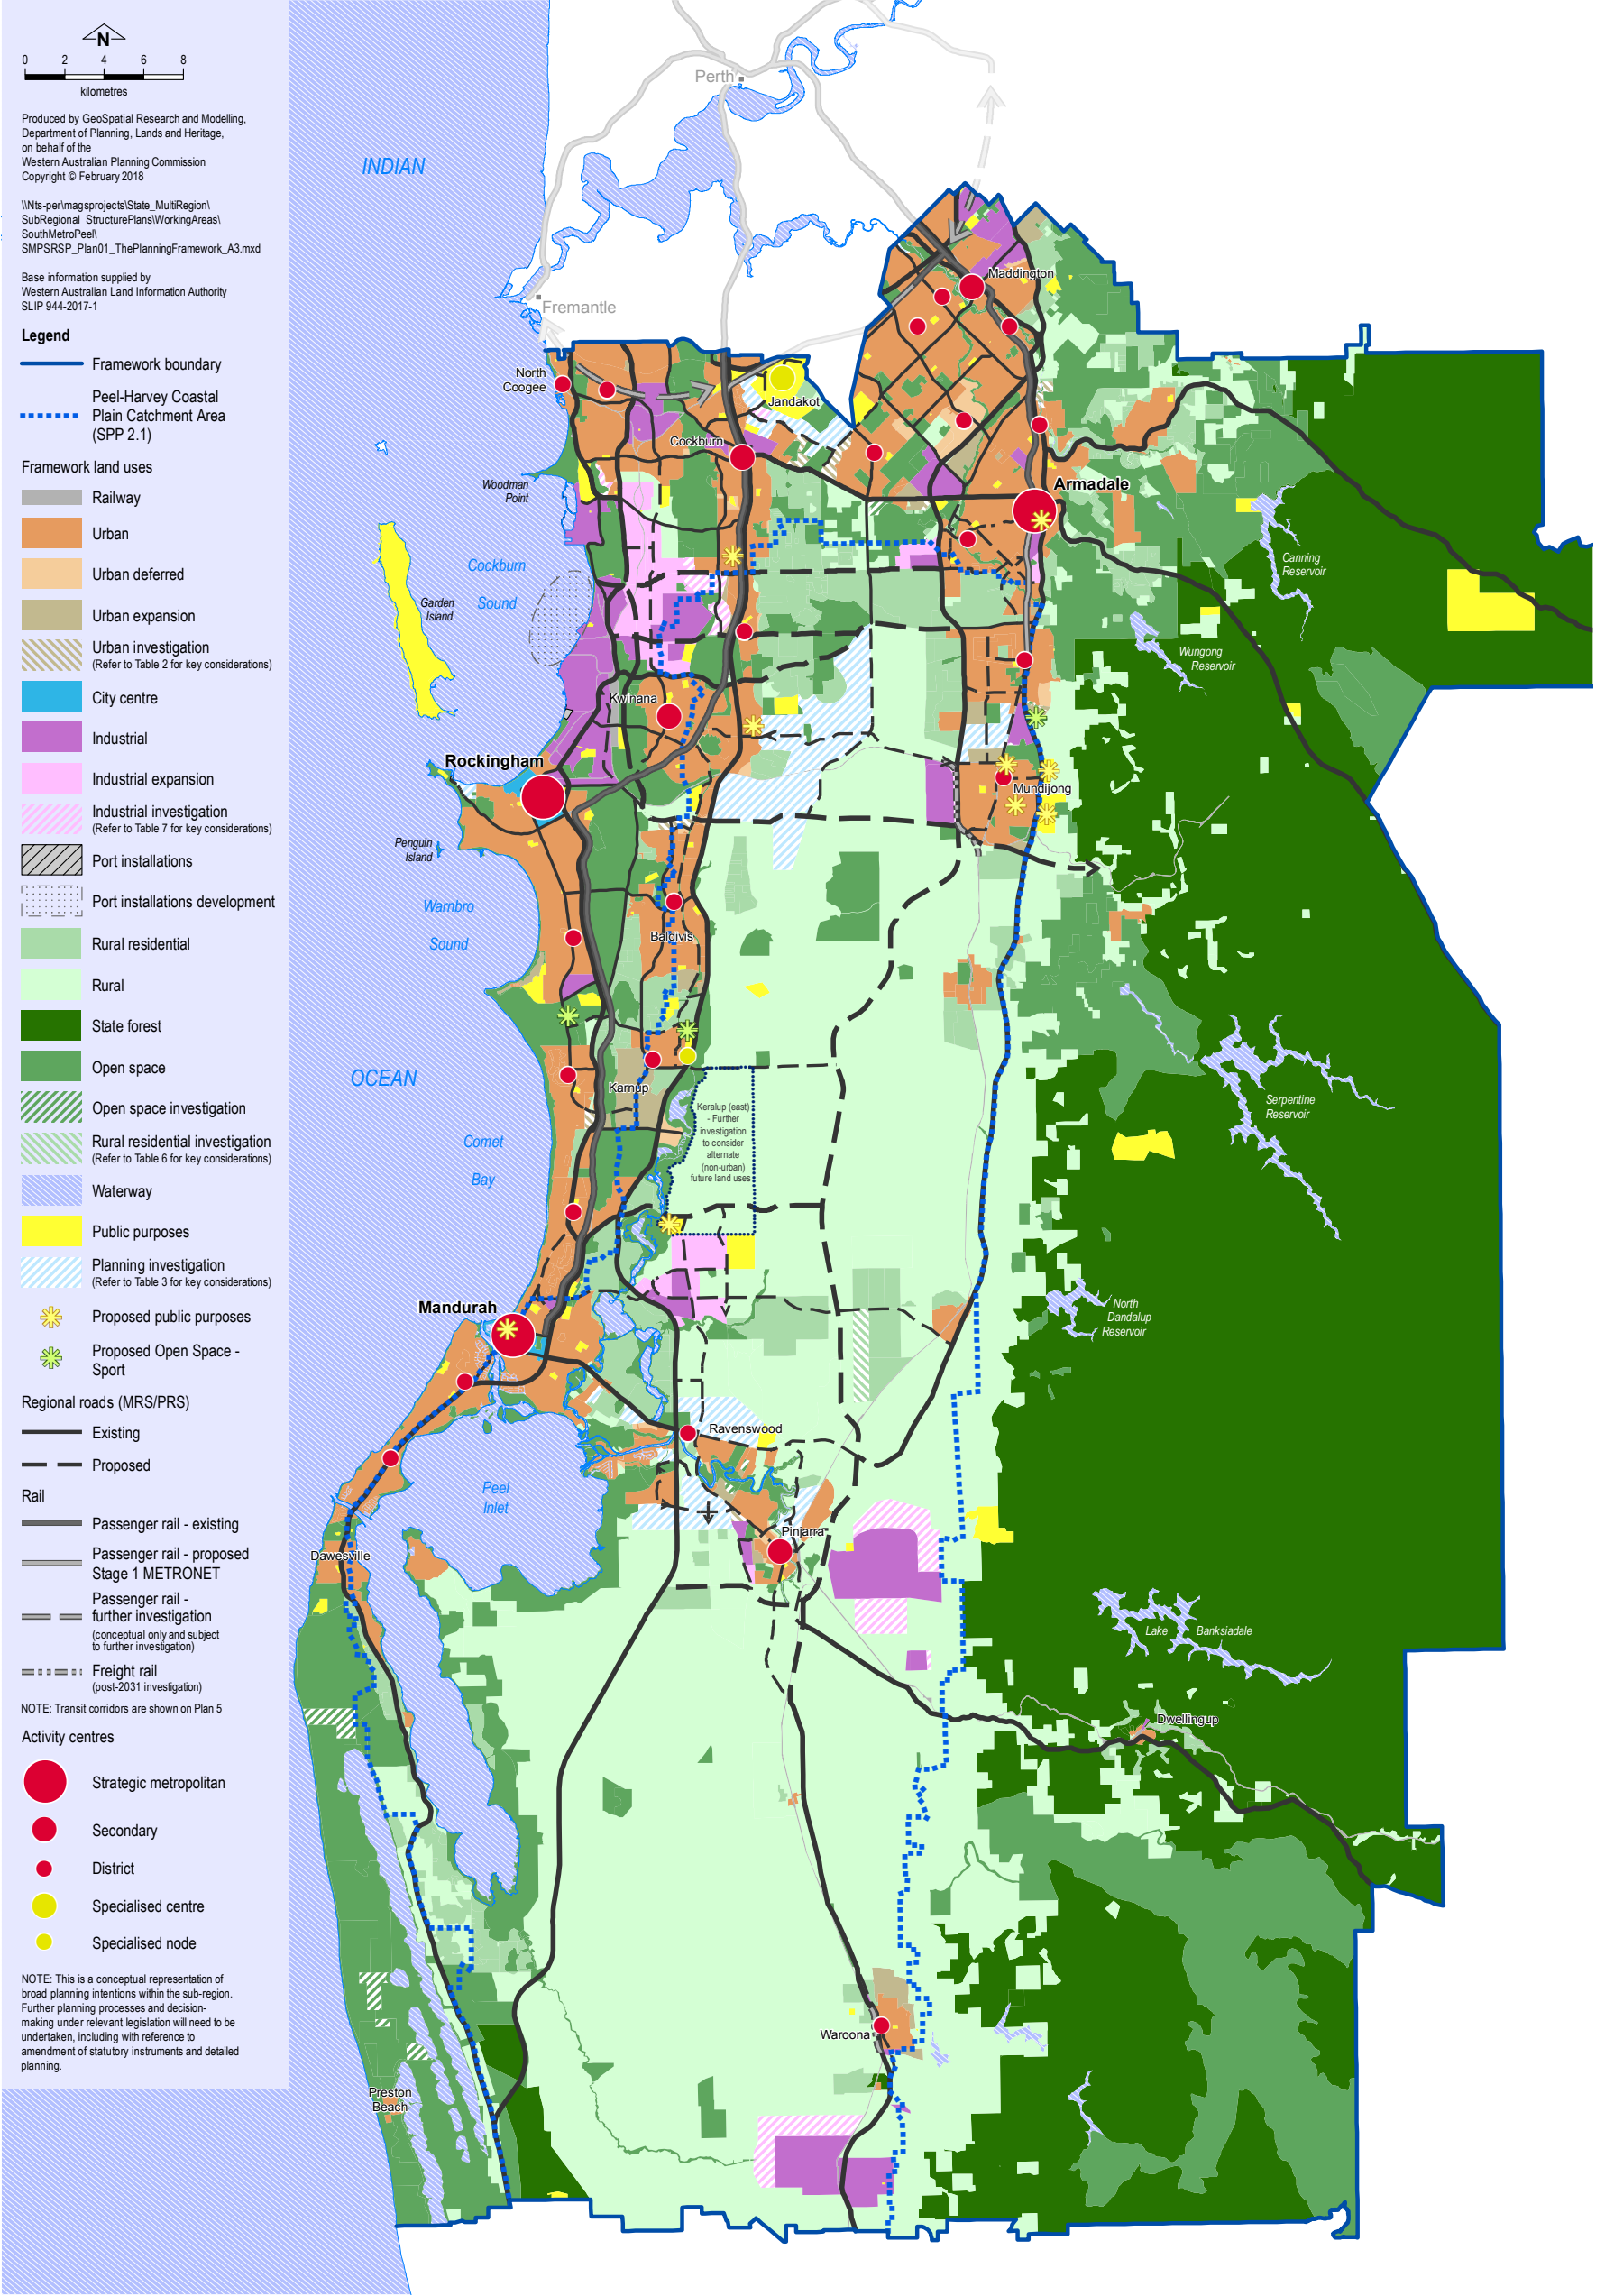 N
0 2 4 6 8
kilometres
Produced by GeoSpatial Research and Modelling,
Department of Planning, Lands and Heritage,
on behalf of the
Western Australian Planning Commission
Copyright © February 2018
\\Nts-per\magsprojects\State_MultiRegion\
SubRegional_StructurePlans\WorkingAreas\
SouthMetroPeel\
SMPSRSP_Plan01_ThePlanningFramework_A3.mxd
Base information supplied by
Western Australian Land Information Authority
SLIP 944-2017-1
Legend
Framework boundary
Peel-Harvey Coastal
Plain Catchment Area
(SPP 2.1)
Framework land uses
Railway
Urban
Urban deferred
Urban expansion
Urban investigation
(Refer to Table 2 for key considerations)
City centre
Industrial
Industrial expansion
Industrial investigation
(Refer to Table 7 for key considerations)
Port installations
Port installations development
Rural residential
Rural
State forest
Open space
Open space investigation
Rural residential investigation
(Refer to Table 6 for key considerations)
Waterway
Public purposes
Planning investigation
(Refer to Table 3 for key considerations)
Proposed public purposes
Proposed Open Space -
Sport
Regional roads (MRS/PRS)
Existing
Proposed
Rail
Passenger rail - existing
Passenger rail - proposed
Stage 1 METRONET
Passenger rail -
further investigation
(conceptual only and subject
to further investigation)
Freight rail
(post-2031 investigation)
NOTE: Transit corridors are shown on Plan 5
Activity centres
Strategic metropolitan
Secondary
District
Specialised centre
Specialised node
NOTE: This is a conceptual representation of
broad planning intentions within the sub-region.
Further planning processes and decision-
making under relevant legislation will need to be
undertaken, including with reference to
amendment of statutory instruments and detailed
planning.
Perth
INDIAN
Maddington
Fremantle
North
Coogee
Jandakot
Cockburn
Woodman
Point
Armadale
Canning
Reservoir
Cockburn
Sound
Garden
Island
Wungong
Reservoir
Kwinana
Rockingham
Mundijong
Penguin
Island
Warnbro
Sound
Baldivis
OCEAN
Karnup
Keralup (east)
- Further
investigation
to consider
alternate
(non-urban)
future land uses
Serpentine
Reservoir
Comet
Bay
Mandurah
North
Dandalup
Reservoir
Ravenswood
Peel
Inlet
Pinjarra
Dawesville
Lake Banksiadale
Dwellingup
Waroona
Preston
Beach